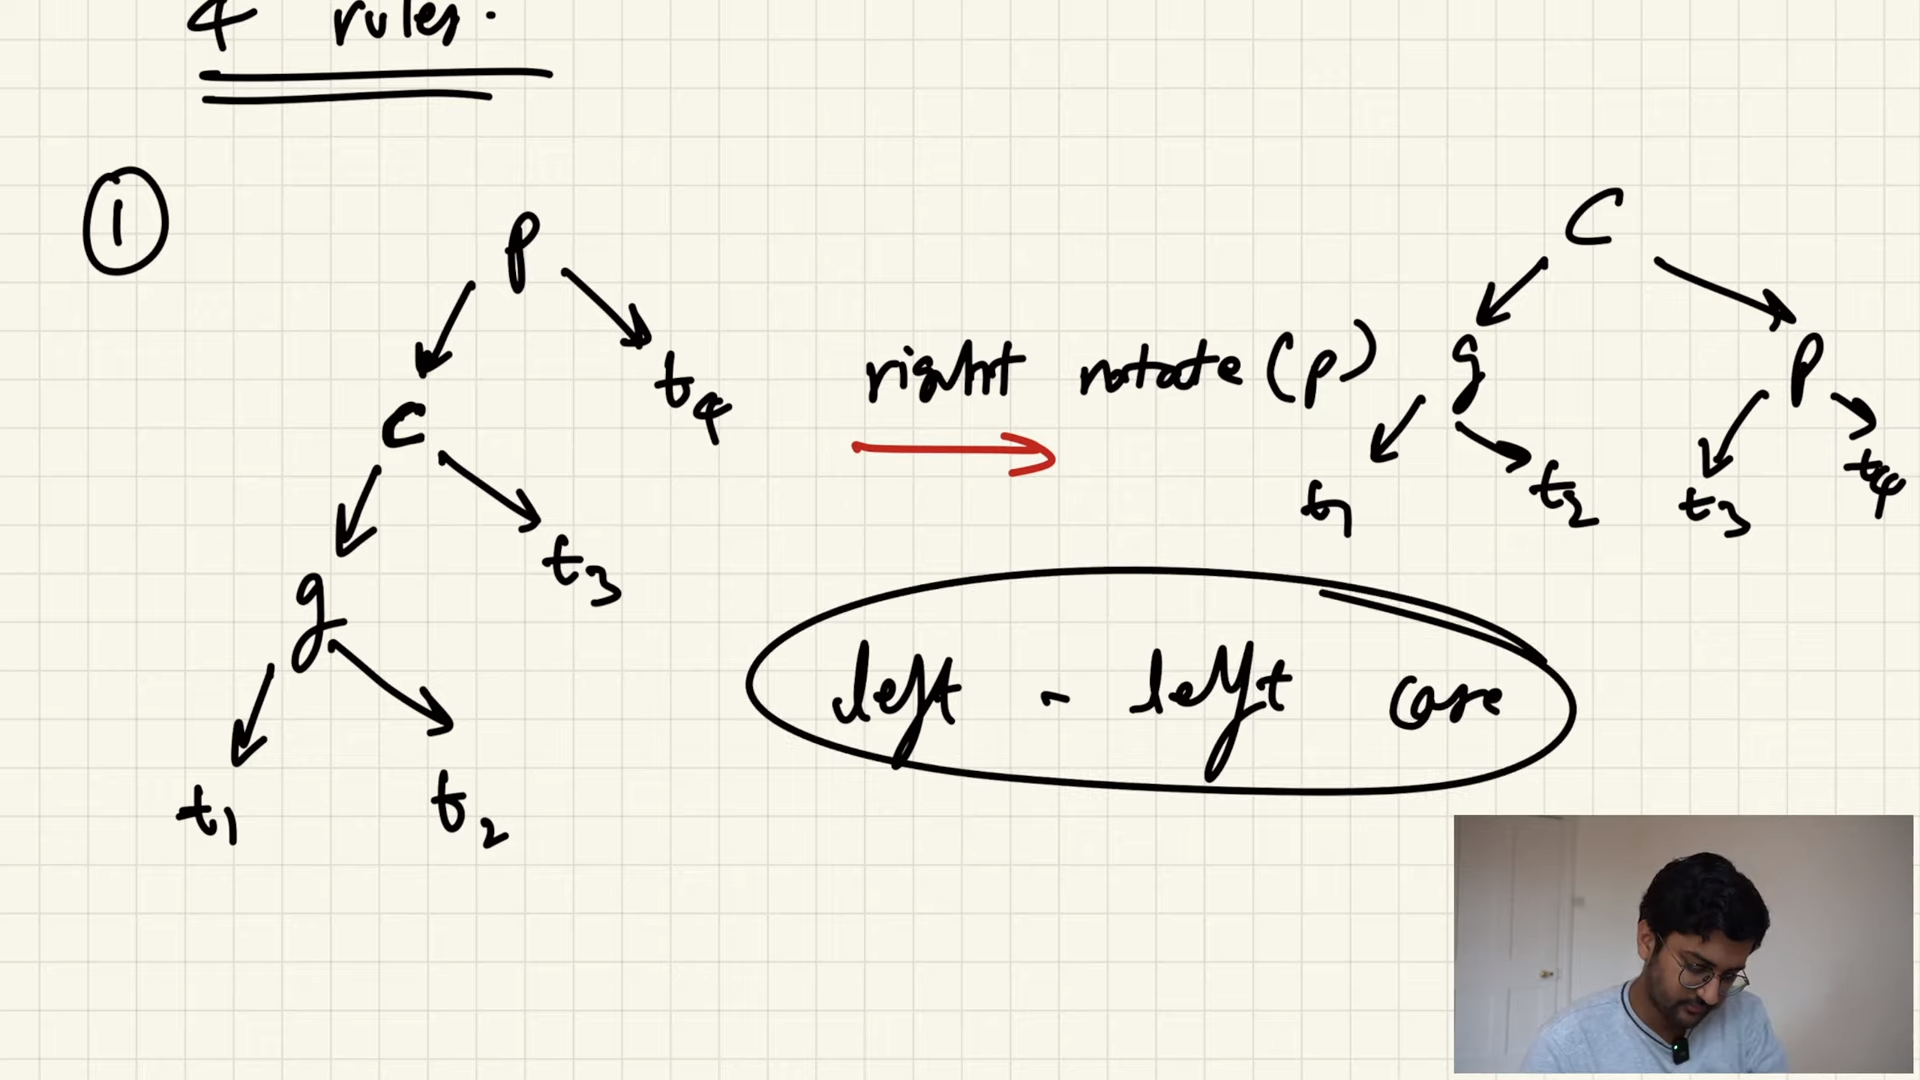 4 rules.
1
p
c
t4
g
t3
t1
t2
right rotate (p)
C
g
p
t1
t2
t3
t4
left - left case